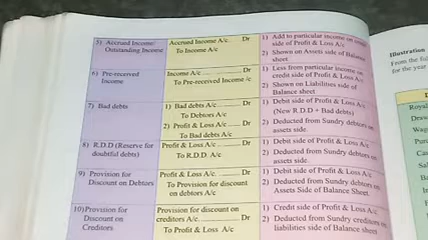 5) Accrued Income/
Outstanding Income
Accrued Income A/c. Dr
To Income A/c
1) Add to particular income on credit
side of Profit & Loss A/c
2) Shown on Assets side of Balance
sheet
6) Pre-received
Income
Income A/c ............ Dr
To Pre-received Income /c
1) Less from particular income on
credit side of Profit & Loss A/c
2) Shown on Liabilities side of
Balance sheet
7) Bad debts
1) Bad debts A/c ........... Dr
To Debtors A/c
2) Profit & Loss A/c ...... Dr
To Bad debts A/c
1) Debit side of Profit & Loss A/c
(New R.D.D + Bad debts)
2) Deducted from Sundry debtors on
assets side.
8) R.D.D (Reserve for
doubtful debts)
Profit & Loss A/c ............ Dr
To R.D.D. A/c
1) Debit side of Profit & Loss A/c
2) Deducted from Sundry debtors on
assets side.
9) Provision for
Discount on Debtors
Profit & Loss A/c. ........... Dr
To Provision for discount
on debtors A/c
1) Debit side of Profit & Loss A/c
2) Deducted from Sundry debtors on
Assets Side of Balance Sheet.
10) Provision for
Discount on
Creditors
Provision for discount on
creditors A/c. .............. Dr
To Profit & Loss A/c
1) Credit side of Profit & Loss A/c
2) Deducted from Sundry creditors on
liabilities side of Balance
Illustration
From the
for the year